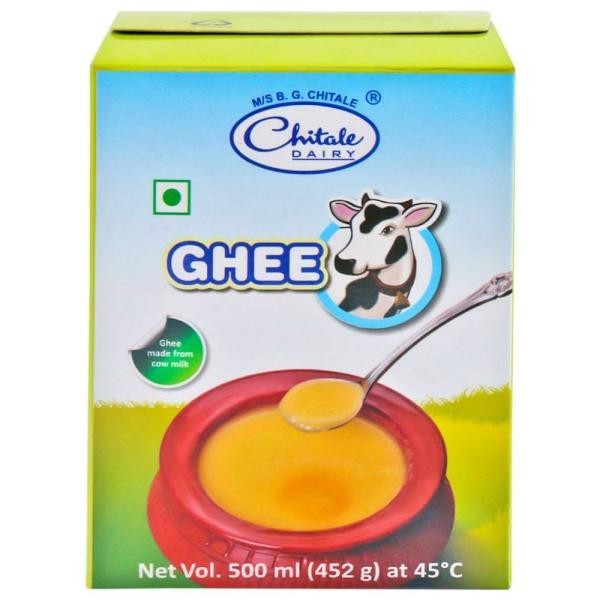 M/S B. G. CHITALE ®
Chitale
DAIRY
GHEE
Ghee
made from
cow milk
Net Vol. 500 ml (452 g) at 45°C